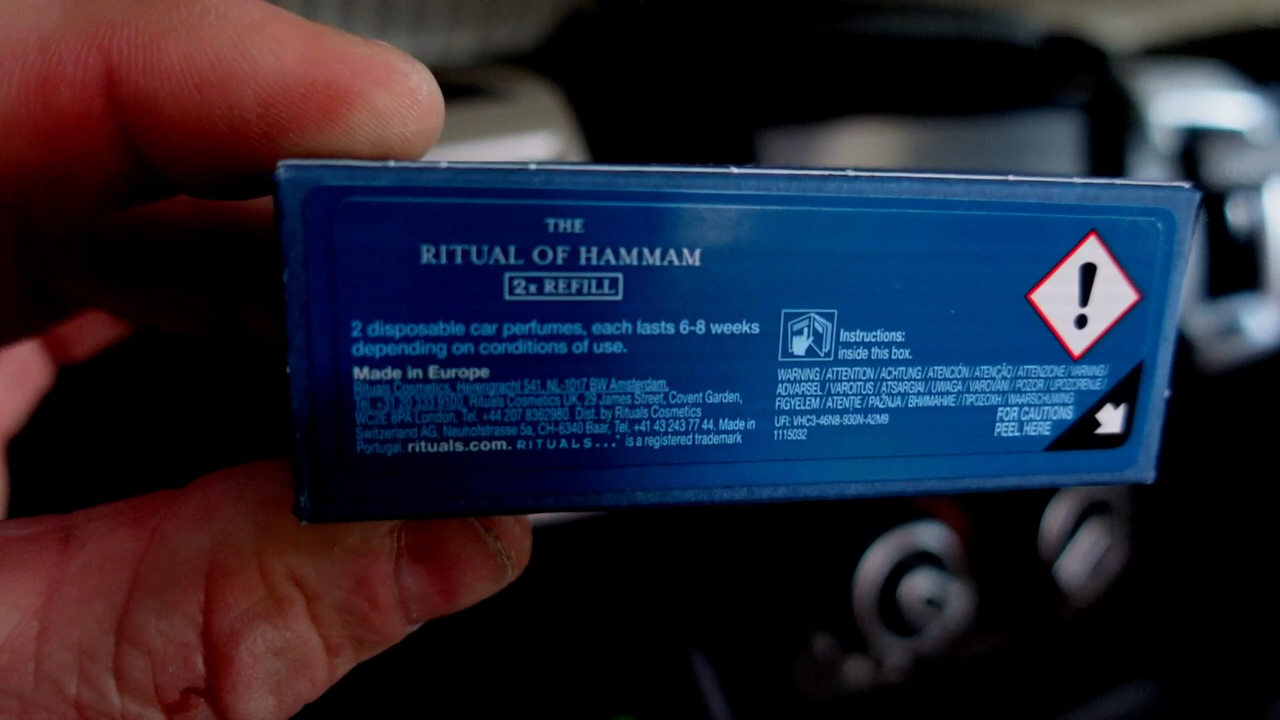 THE
RITUAL OF HAMMAM
2x REFILL
2 disposable car perfumes, each lasts 6-8 weeks
depending on conditions of use.
Made in Europe
Rituals Cosmetics, Herengracht 541, NL-1017 BW Amsterdam,
Tel. +31 20 333 9100. Rituals Cosmetics UK, 29 James Street, Covent Garden,
WC2E 8PA London, Tel. +44 207 8362980. Dist. by Rituals Cosmetics
Switzerland AG, Neuhofstrasse 5a, CH-6340 Baar, Tel. +41 43 243 77 44. Made in
Portugal. rituals.com. RITUALS...® is a registered trademark
Instructions:
inside this box.
WARNING / ATTENTION / ACHTUNG / ATENCIÓN / ATENÇÃO / ATTENZIONE / VARNING /
ADVARSEL / VAROITUS / ATSARGIAI / UWAGA / VAROVÁNÍ / POZOR / UPOZORENJE /
FIGYELEM / ATENȚIE / PAŽNJA / ВНИМАНИЕ / ΠΡΟΣΟΧΗ / WAARSCHUWING
UFI: VHC3-46N8-930N-A2M9
1115032
FOR CAUTIONS
PEEL HERE